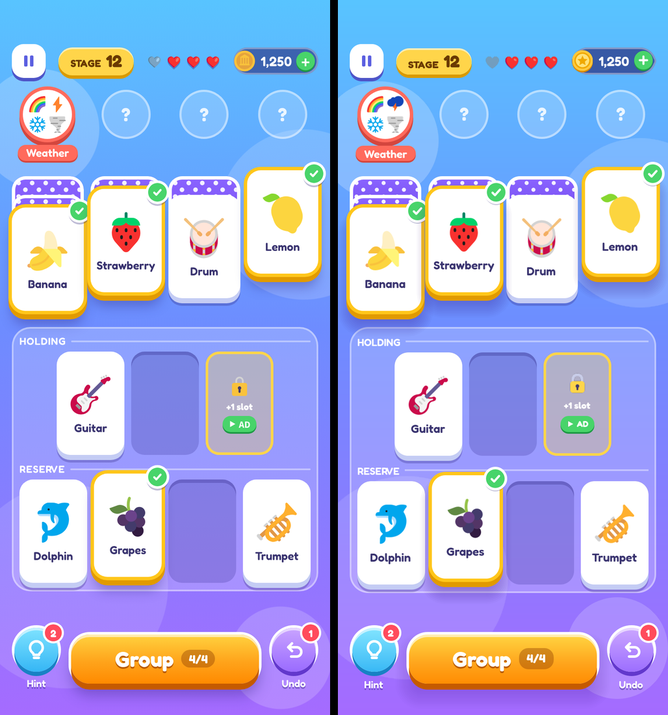 STAGE 12
1,250
+
Weather
?
?
?
Banana
Strawberry
Drum
Lemon
HOLDING
Guitar
+1 slot
AD
RESERVE
Dolphin
Grapes
Trumpet
2
Hint
Group 4/4
1
Undo
STAGE 12
1,250
+
Weather
?
?
?
Banana
Strawberry
Drum
Lemon
HOLDING
Guitar
+1 slot
AD
RESERVE
Dolphin
Grapes
Trumpet
2
Hint
Group 4/4
1
Undo